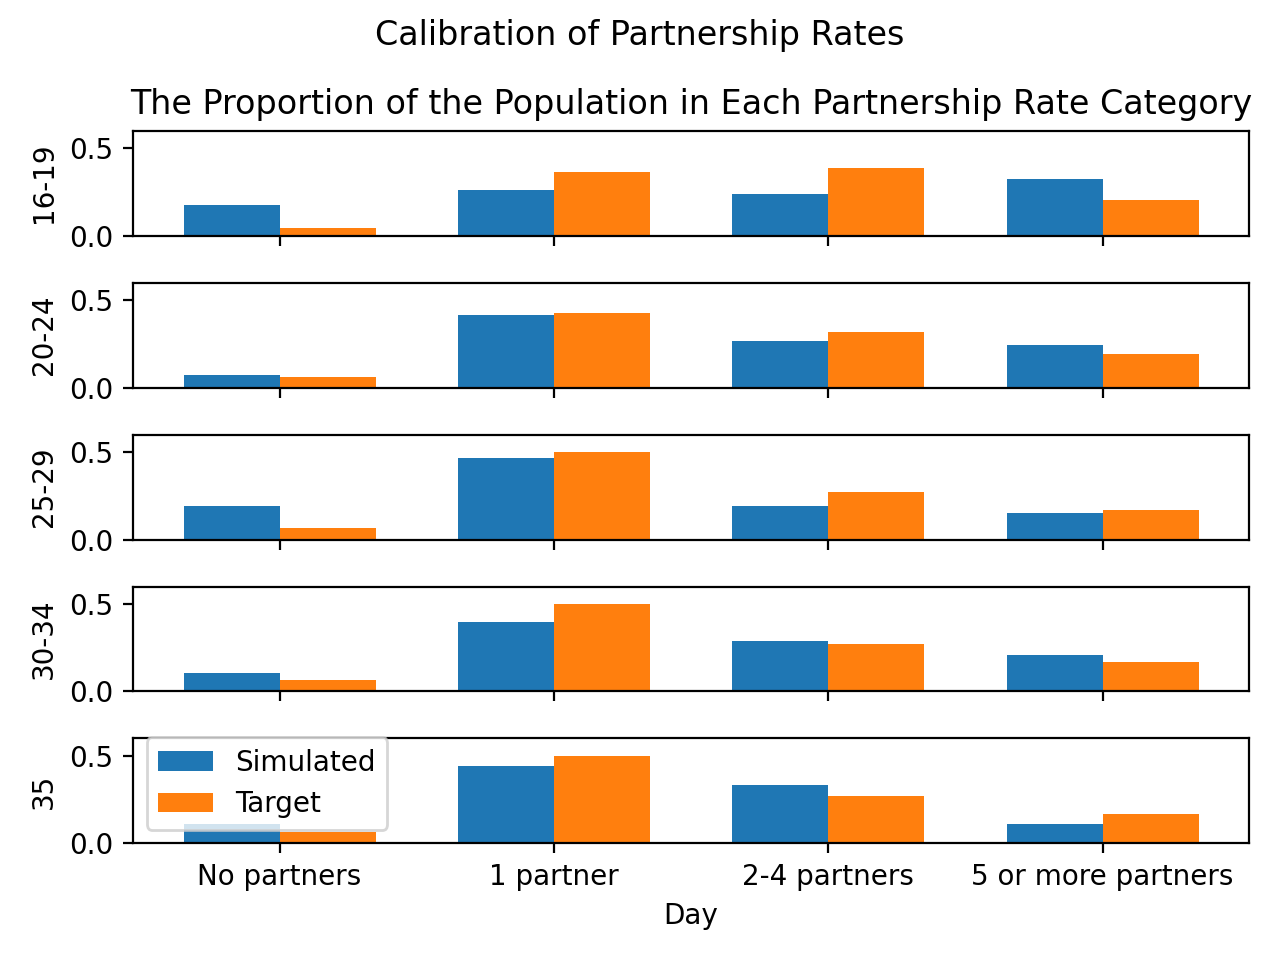 Calibration of Partnership Rates
The Proportion of the Population in Each Partnership Rate Category
16-19
0.5
0.0
20-24
0.5
0.0
25-29
0.5
0.0
30-34
0.5
0.0
35
0.5
0.0
Simulated
Target
No partners 1 partner 2-4 partners 5 or more partners
Day